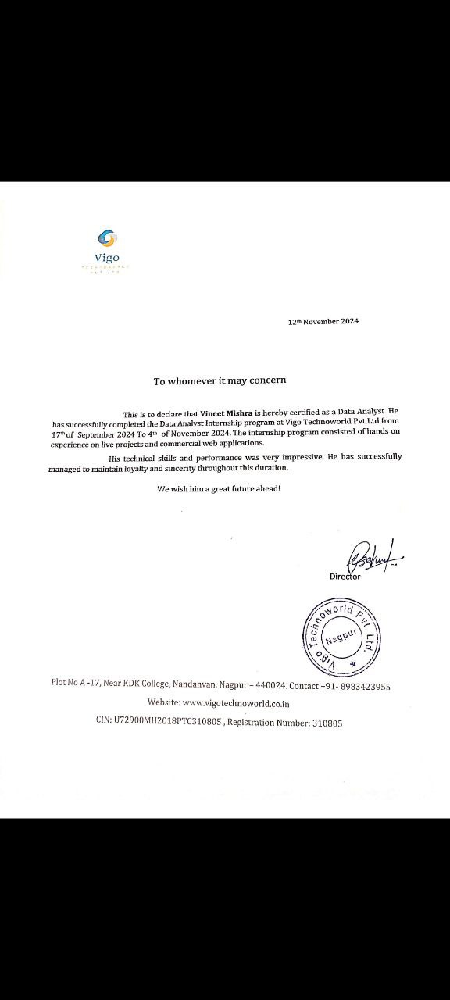 Vigo
12th November 2024
To whomever it may concern
This is to declare that Vineet Mishra is hereby certified as a Data Analyst. He
has successfully completed the Data Analyst Internship program at Vigo Technoworld Pvt.Ltd from
17th of September 2024 To 4th of November 2024. The internship program consisted of hands on
experience on live projects and commercial web applications.
His technical skills and performance was very impressive. He has successfully
managed to maintain loyalty and sincerity throughout this duration.
We wish him a great future ahead!
Director
Vigo Technoworld Pvt. Ltd.
Nagpur
Plot No A -17, Near KDK College, Nandanvan, Nagpur – 440024. Contact +91- 8983423955
Website: www.vigotechnoworld.co.in
CIN: U72900MH2018PTC310805 , Registration Number: 310805